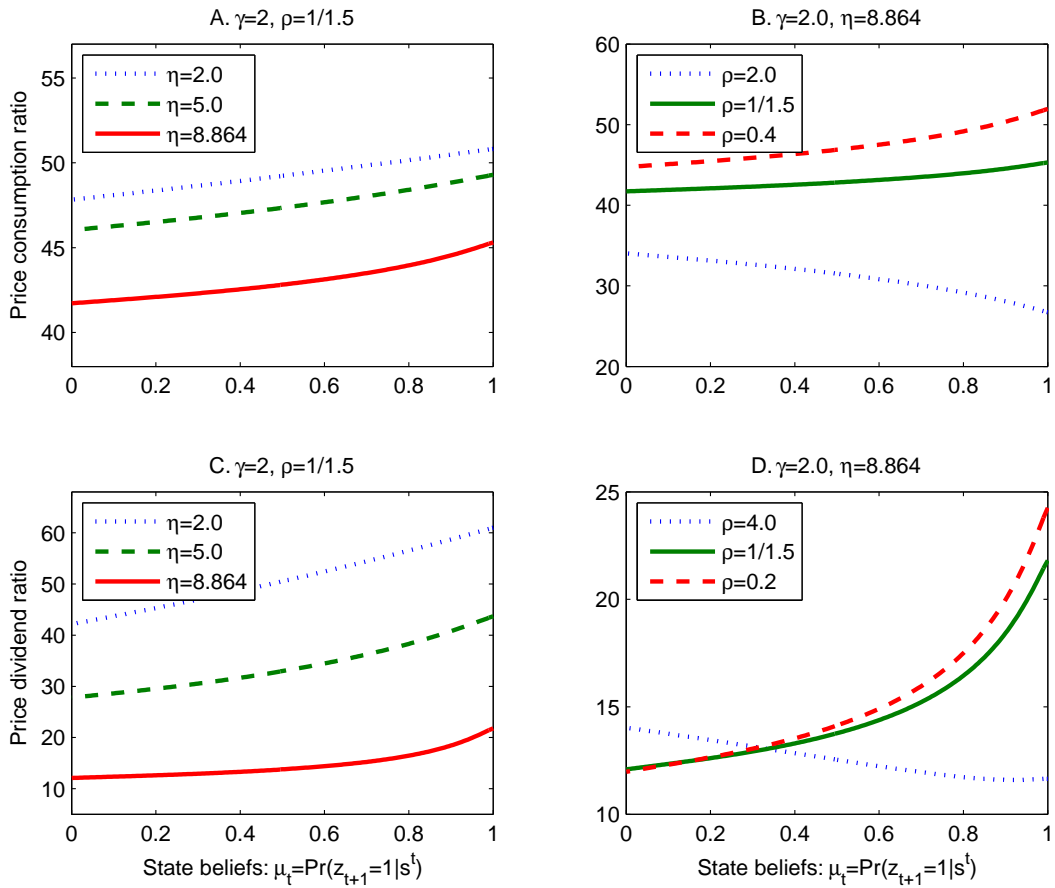 A. γ=2, ρ=1/1.5
Price consumption ratio
55
50
45
40
η=2.0
η=5.0
η=8.864
0 0.2 0.4 0.6 0.8 1
B. γ=2.0, η=8.864
60
50
40
30
20
ρ=2.0
ρ=1/1.5
ρ=0.4
0 0.2 0.4 0.6 0.8 1
C. γ=2, ρ=1/1.5
Price dividend ratio
60
50
40
30
20
10
η=2.0
η=5.0
η=8.864
0 0.2 0.4 0.6 0.8 1
State beliefs: μ_t=Pr(z_{t+1}=1|s^t)
D. γ=2.0, η=8.864
25
20
15
10
ρ=4.0
ρ=1/1.5
ρ=0.2
0 0.2 0.4 0.6 0.8 1
State beliefs: μ_t=Pr(z_{t+1}=1|s^t)